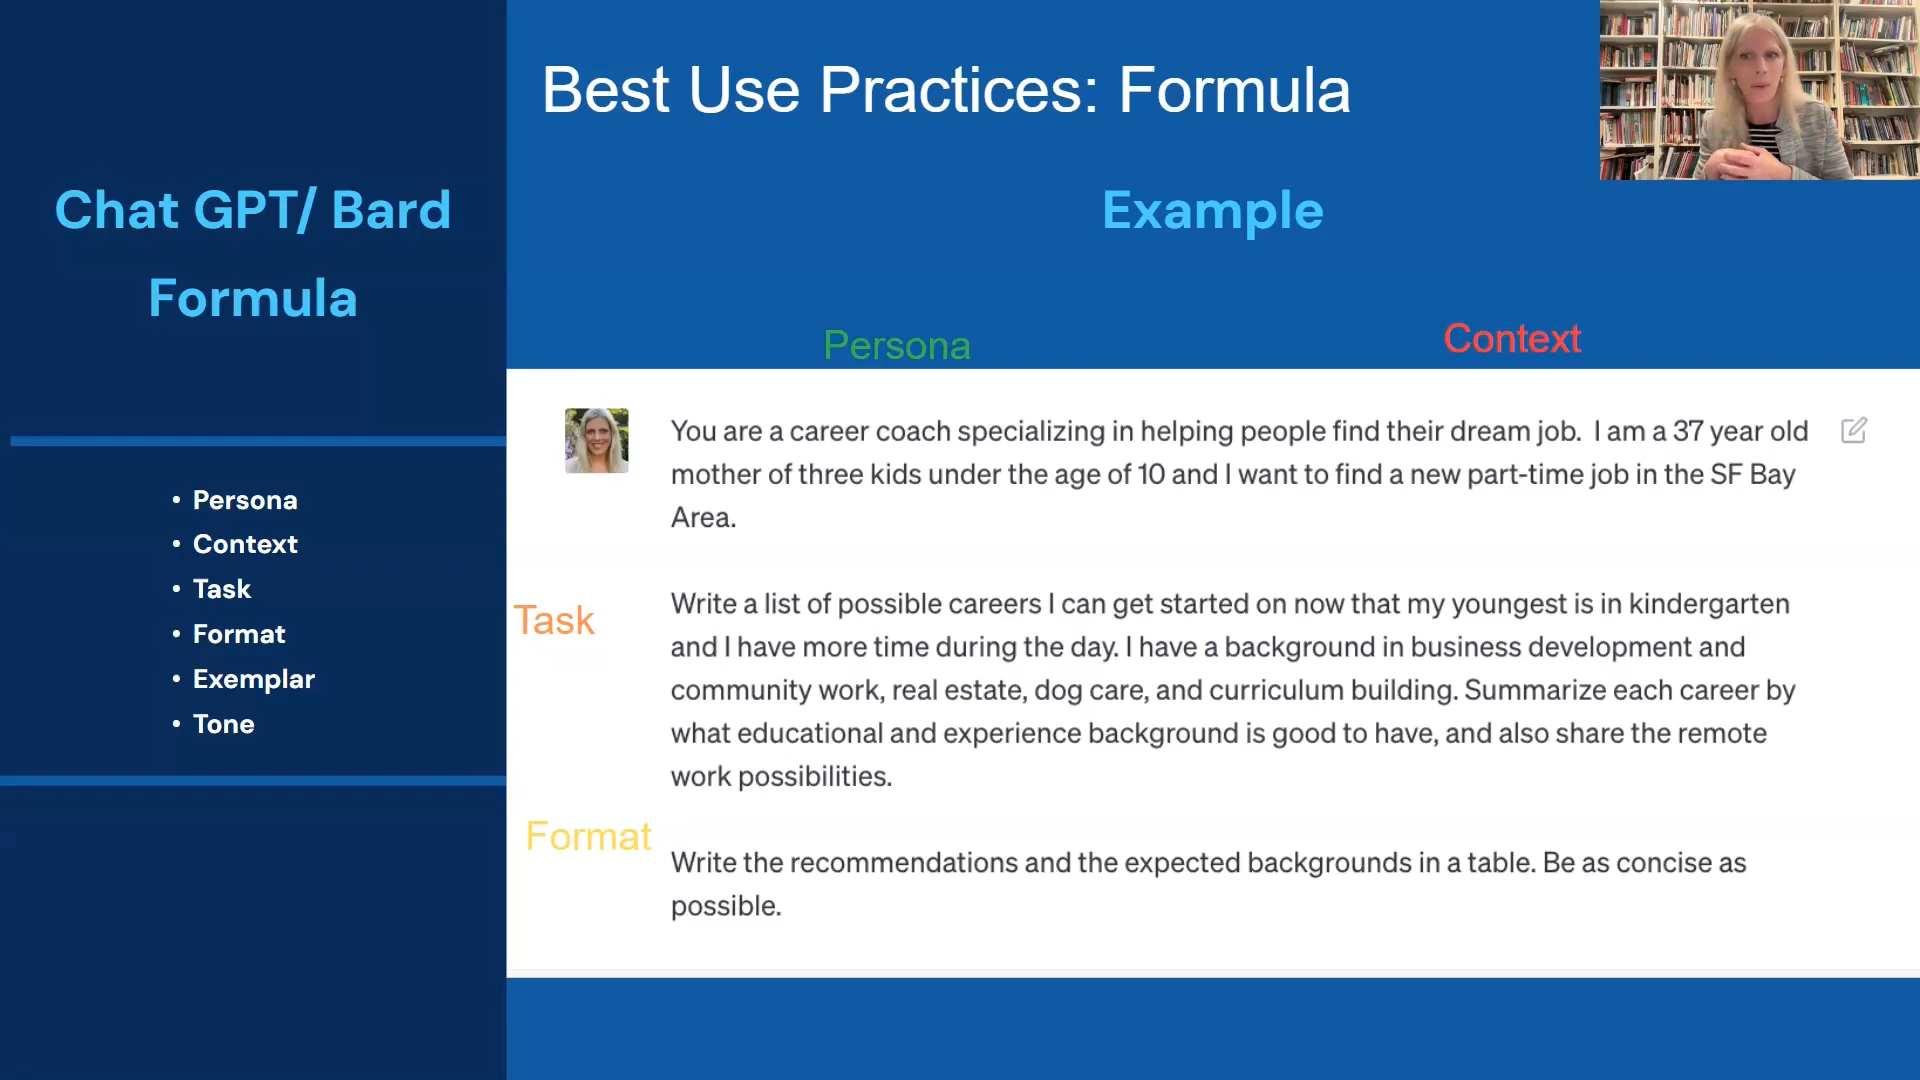 Best Use Practices: Formula
Chat GPT/ Bard
Formula
• Persona
• Context
• Task
• Format
• Exemplar
• Tone
Example
Persona
Context
You are a career coach specializing in helping people find their dream job.  I am a 37 year old
mother of three kids under the age of 10 and I want to find a new part-time job in the SF Bay
Area.
Task
Write a list of possible careers I can get started on now that my youngest is in kindergarten
and I have more time during the day. I have a background in business development and
community work, real estate, dog care, and curriculum building. Summarize each career by
what educational and experience background is good to have, and also share the remote
work possibilities.
Format
Write the recommendations and the expected backgrounds in a table. Be as concise as
possible.